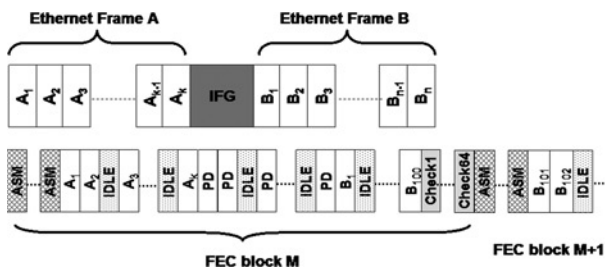 Ethernet Frame A Ethernet Frame B
A1 A2 A3 Ak-1 Ak IFG B1 B2 B3 Bn-1 Bn
ASM ASM A1 A2 IDLE A3 IDLE Ak PD PD IDLE PD IDLE PD B1 IDLE B100 Check1 Check64 ASM ASM B101 B102 IDLE
FEC block M FEC block M+1